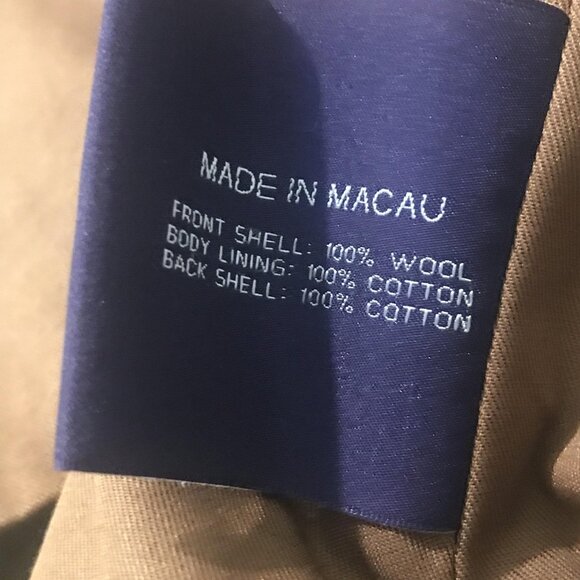 MADE IN MACAU
FRONT SHELL: 100% WOOL
BODY LINING: 100% COTTON
BACK SHELL: 100% COTTON